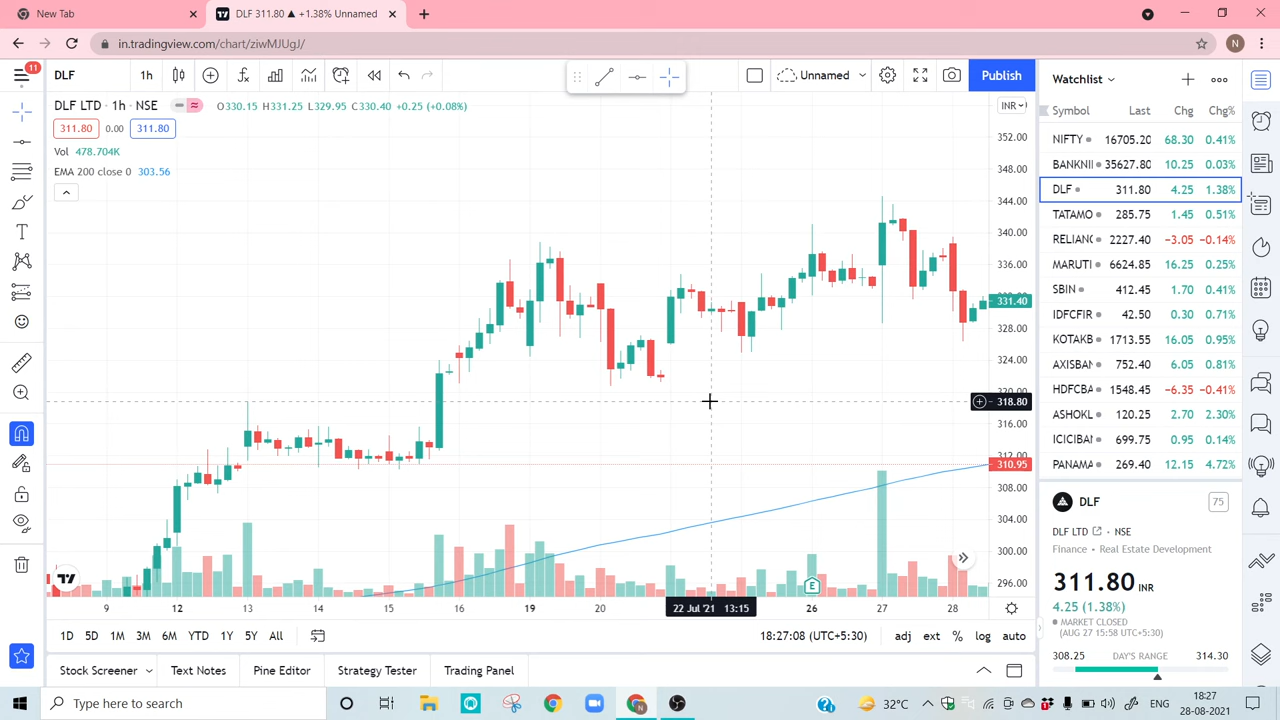 New Tab
DLF 311.80 ▲ +1.38% Unnamed
in.tradingview.com/chart/ziwMJUgJ/
N
11
DLF
1h
Unnamed
Publish
DLF LTD · 1h · NSE
O330.15 H331.25 L329.95 C330.40 +0.25 (+0.08%)
311.80 0.00 311.80
Vol 478.704K
EMA 200 close 0 303.56
INR
352.00
348.00
344.00
340.00
336.00
331.40
328.00
324.00
318.80
316.00
310.95
308.00
304.00
300.00
296.00
E
9 12 13 14 15 16 19 20 22 Jul '21 13:15 26 27 28
1D 5D 1M 3M 6M YTD 1Y 5Y All
18:27:08 (UTC+5:30)
adj ext % log auto
Stock Screener
Text Notes
Pine Editor
Strategy Tester
Trading Panel
Watchlist
Symbol Last Chg Chg%
NIFTY 16705.20 68.30 0.41%
BANKNI 35627.80 10.25 0.03%
DLF 311.80 4.25 1.38%
TATAMO 285.75 1.45 0.51%
RELIANC 2227.40 −3.05 −0.14%
MARUTI 6624.85 16.25 0.25%
SBIN 412.45 1.70 0.41%
IDFCFIR 42.50 0.30 0.71%
KOTAKB 1713.55 16.05 0.95%
AXISBAN 752.40 6.05 0.81%
HDFCBA 1548.45 −6.35 −0.41%
ASHOKL 120.25 2.70 2.30%
ICICIBAN 699.75 0.95 0.14%
PANAMA 269.40 12.15 4.72%
DLF
75
DLF LTD · NSE
Finance · Real Estate Development
311.80 INR
4.25 (1.38%)
MARKET CLOSED
(AUG 27 15:58 UTC+5:30)
308.25 DAY'S RANGE 314.30
Type here to search
32°C
ENG
18:27
28-08-2021